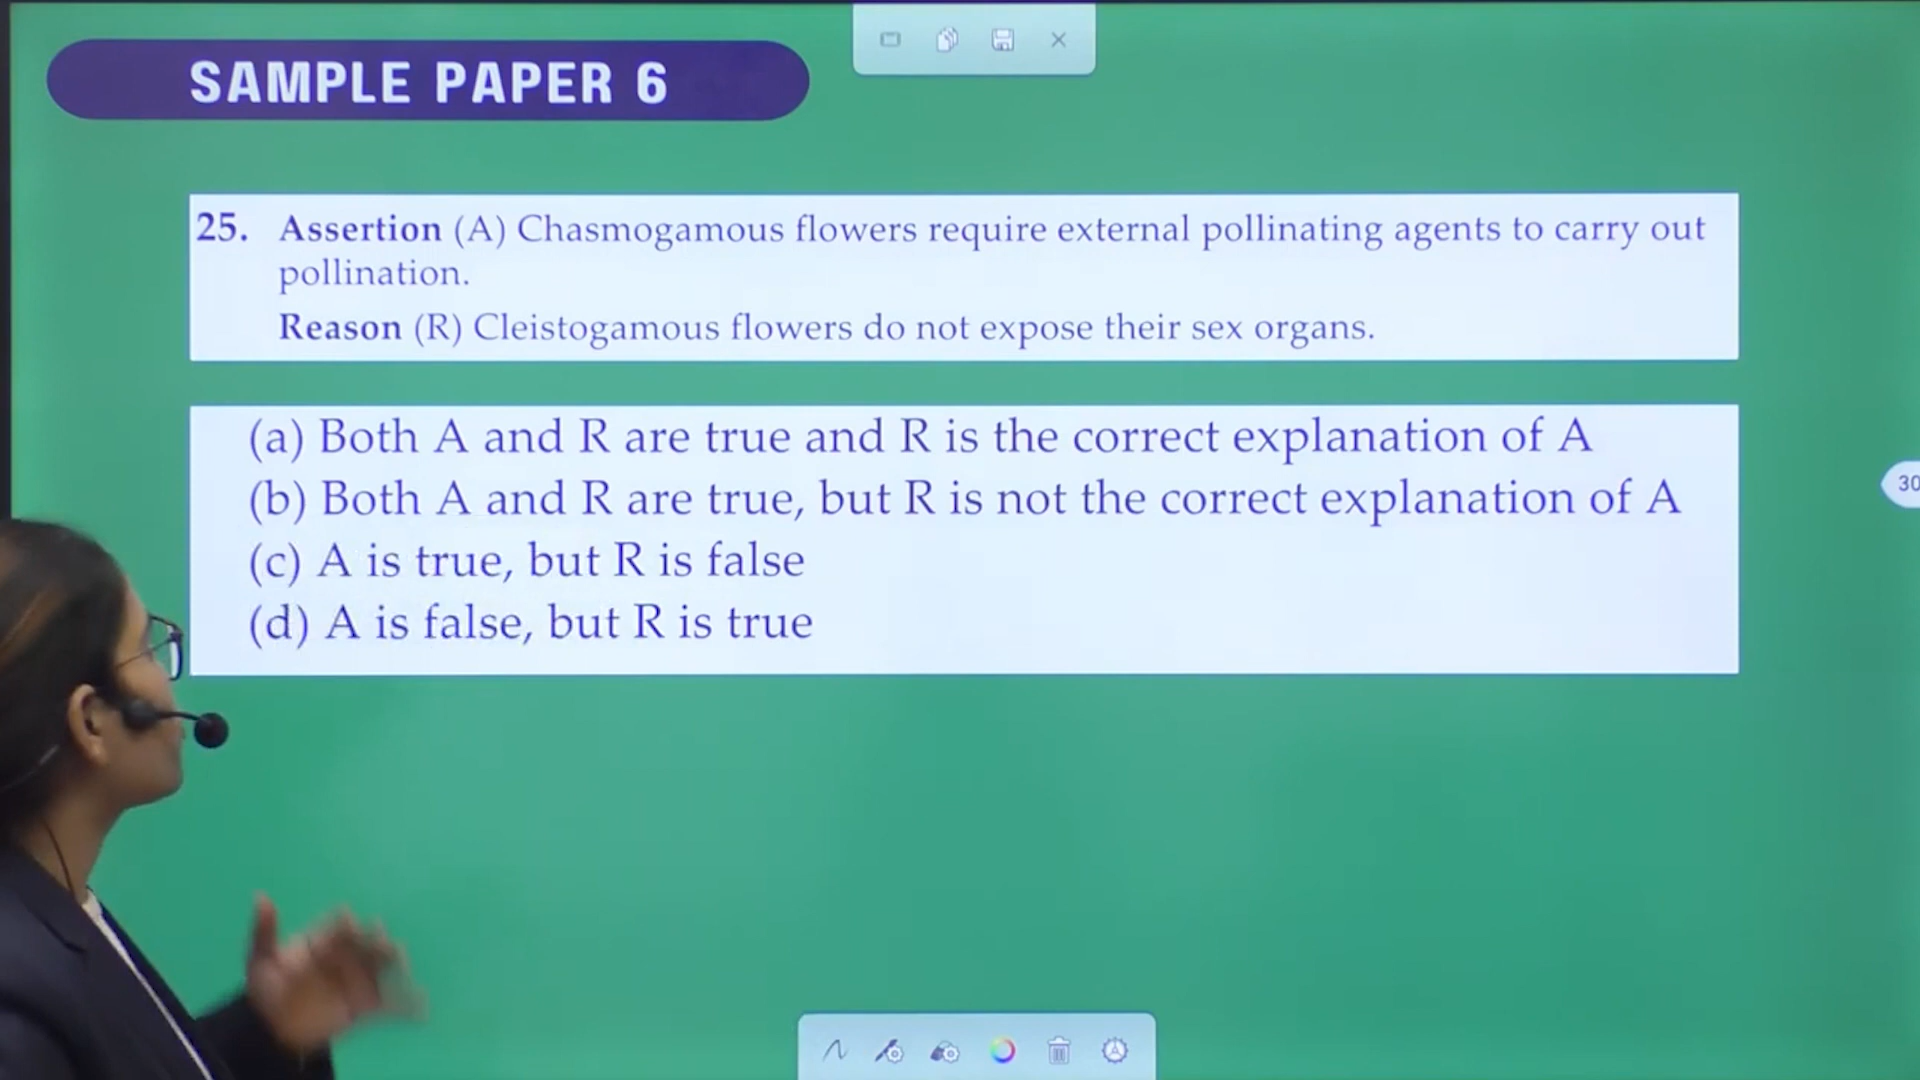 SAMPLE PAPER 6
25. Assertion (A) Chasmogamous flowers require external pollinating agents to carry out
pollination.
Reason (R) Cleistogamous flowers do not expose their sex organs.
(a) Both A and R are true and R is the correct explanation of A
(b) Both A and R are true, but R is not the correct explanation of A
(c) A is true, but R is false
(d) A is false, but R is true
30